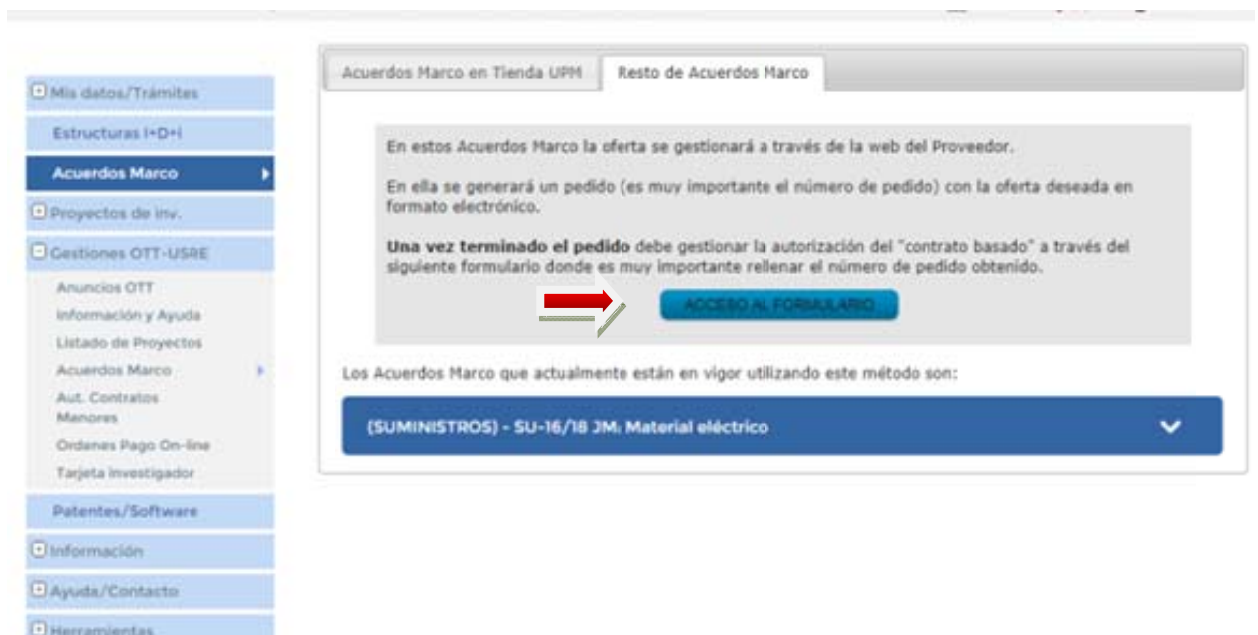 Mis datos/Trámites
Estructuras I+D+i
Acuerdos Marco
Proyectos de inv.
Gestiones OTT-USRE
Anuncios OTT
Información y Ayuda
Listado de Proyectos
Acuerdos Marco
Aut. Contratos
Menores
Ordenes Pago On-line
Tarjeta Investigador
Patentes/Software
Información
Ayuda/Contacto
Herramientas
Acuerdos Marco en Tienda UPM
Resto de Acuerdos Marco
En estos Acuerdos Marco la oferta se gestionará a través de la web del Proveedor.
En ella se generará un pedido (es muy importante el número de pedido) con la oferta deseada en
formato electrónico.
Una vez terminado el pedido debe gestionar la autorización del "contrato basado" a través del
siguiente formulario donde es muy importante rellenar el número de pedido obtenido.
ACCESO AL FORMULARIO
Los Acuerdos Marco que actualmente están en vigor utilizando este método son:
(SUMINISTROS) - SU-16/18 JM: Material eléctrico